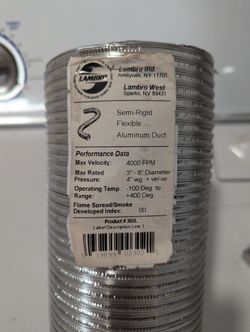 LAMBRO
Lambro Ind.
Amityville, N.Y. 11701
Lambro West
Sparks, NV 89431
Semi-Rigid
Flexible
Aluminum Duct
Performance Data
Max Velocity: 4000 FPM
Max Rated 3" - 8" Diameter
Pressure: 4" wg + ve/ve
Operating Temp. -100 Deg. to
Range: +400 Deg.
Flame Spread/Smoke
Developed Index: 00
Product # 302L
Label Description Line 1